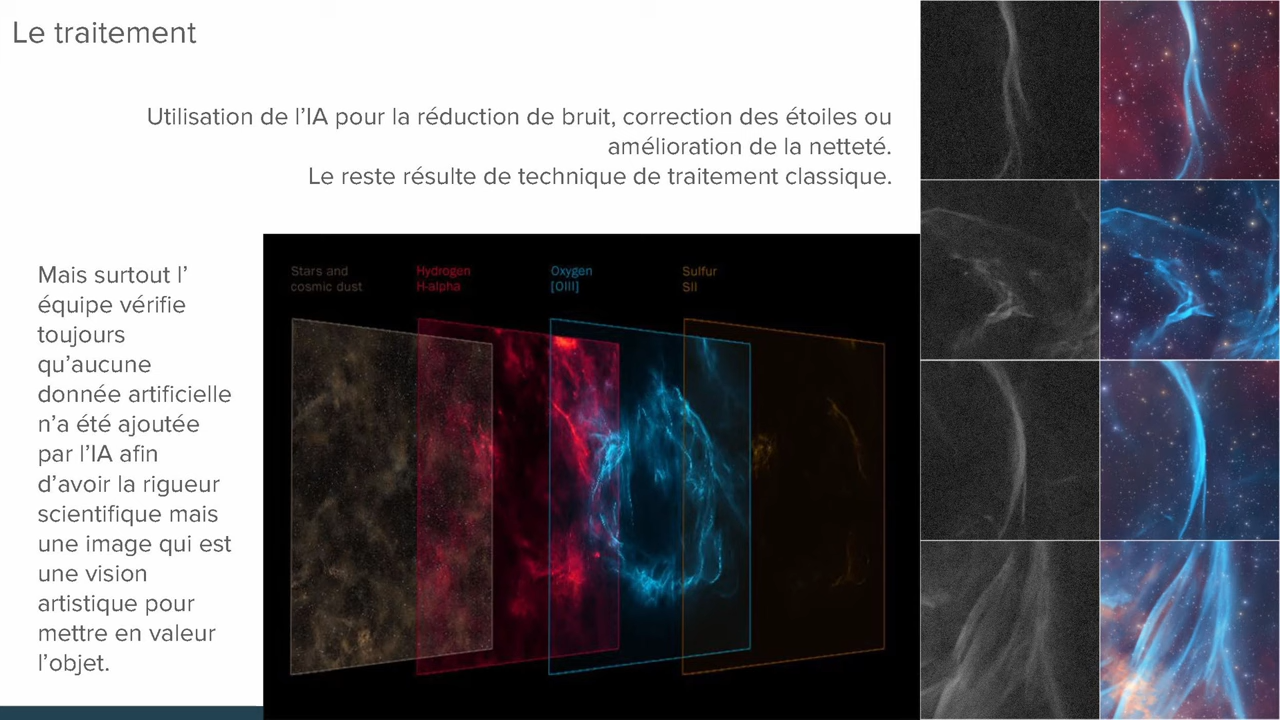 Le traitement
Utilisation de l’IA pour la réduction de bruit, correction des étoiles ou
amélioration de la netteté.
Le reste résulte de technique de traitement classique.
Mais surtout l’
équipe vérifie
toujours
qu’aucune
donnée artificielle
n’a été ajoutée
par l’IA afin
d’avoir la rigueur
scientifique mais
une image qui est
une vision
artistique pour
mettre en valeur
l’objet.
Stars and
cosmic dust
Hydrogen
H-alpha
Oxygen
[OIII]
Sulfur
SII